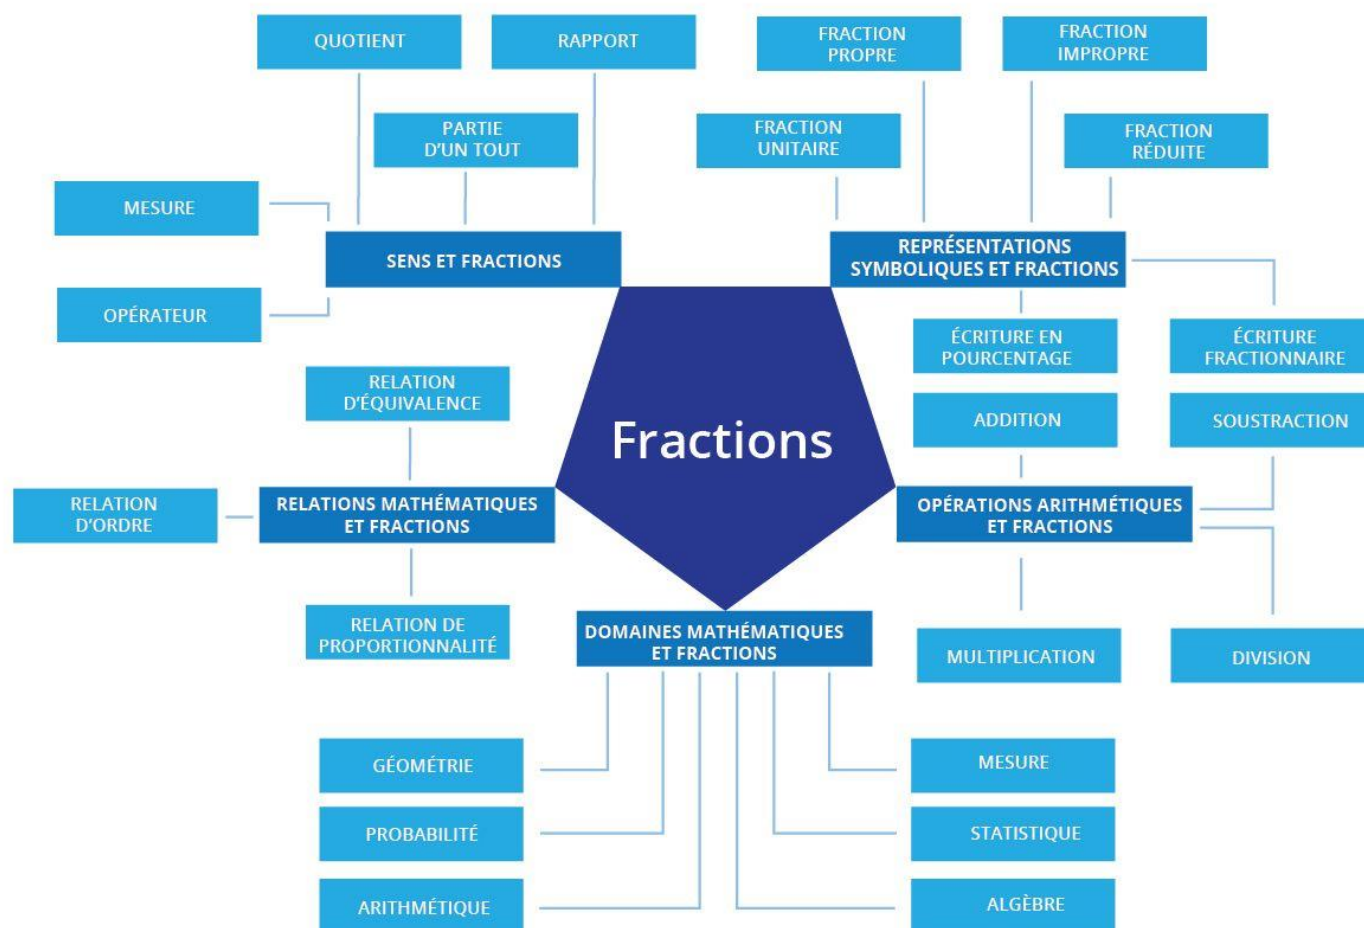 QUOTIENT
RAPPORT
FRACTION
PROPRE
FRACTION
IMPROPRE
PARTIE
D’UN TOUT
FRACTION
UNITAIRE
FRACTION
RÉDUITE
MESURE
OPÉRATEUR
SENS ET FRACTIONS
REPRÉSENTATIONS
SYMBOLIQUES ET FRACTIONS
ÉCRITURE EN
POURCENTAGE
ÉCRITURE
FRACTIONNAIRE
RELATION
D’ÉQUIVALENCE
Fractions
ADDITION
SOUSTRACTION
RELATION
D’ORDRE
RELATIONS MATHÉMATIQUES
ET FRACTIONS
OPÉRATIONS ARITHMÉTIQUES
ET FRACTIONS
RELATION DE
PROPORTIONNALITÉ
DOMAINES MATHÉMATIQUES
ET FRACTIONS
MULTIPLICATION
DIVISION
GÉOMÉTRIE
MESURE
PROBABILITÉ
STATISTIQUE
ARITHMÉTIQUE
ALGÈBRE